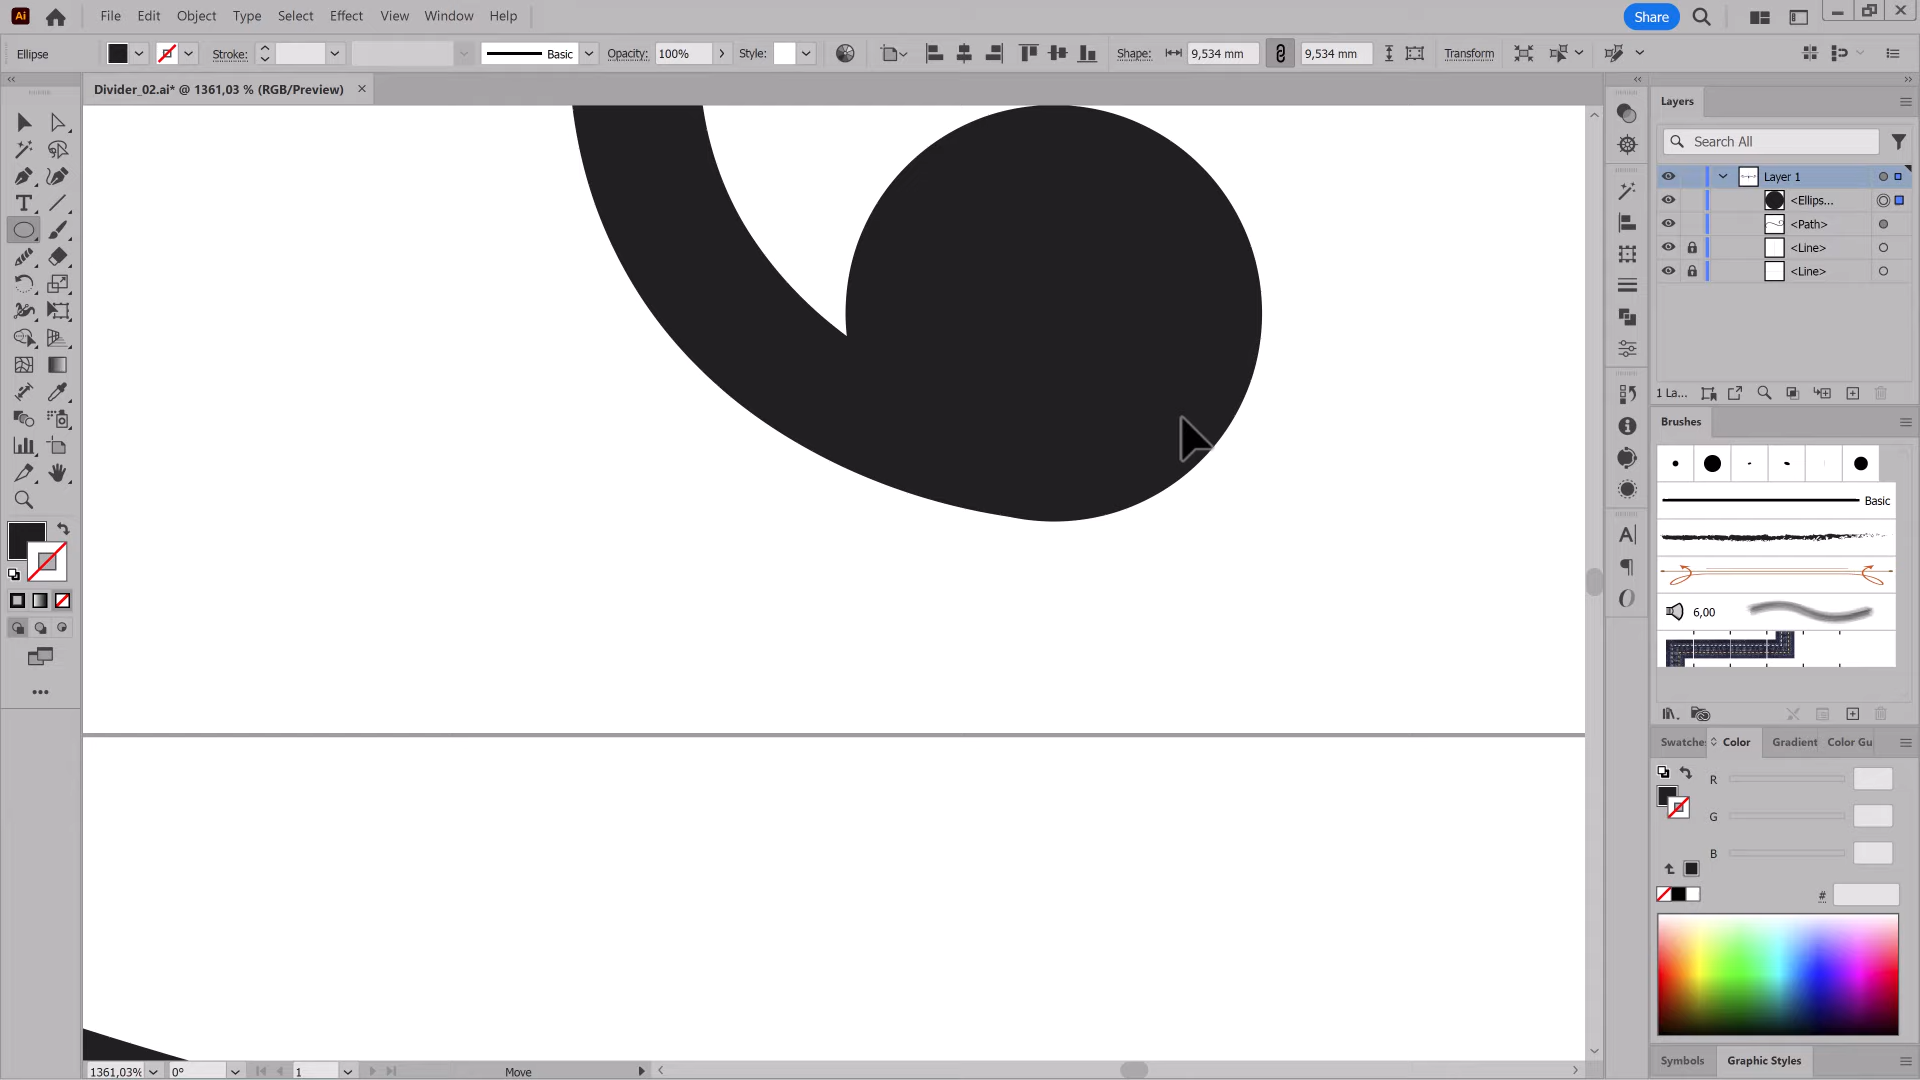 Ai File Edit Object Type Select Effect View Window Help Share
Ellipse Stroke: Basic Opacity: 100% Style: Shape: 9,534 mm 9,534 mm Transform
Divider_02.ai* @ 1361,03 % (RGB/Preview) ×
Layers
Search All
Layer 1
<Ellips...
<Path>
<Line>
<Line>
1 La...
Brushes
Basic
6,00
Swatches Color Gradient Color Gu
R
G
B
#
Symbols Graphic Styles
1361,03% 0° 1 Move